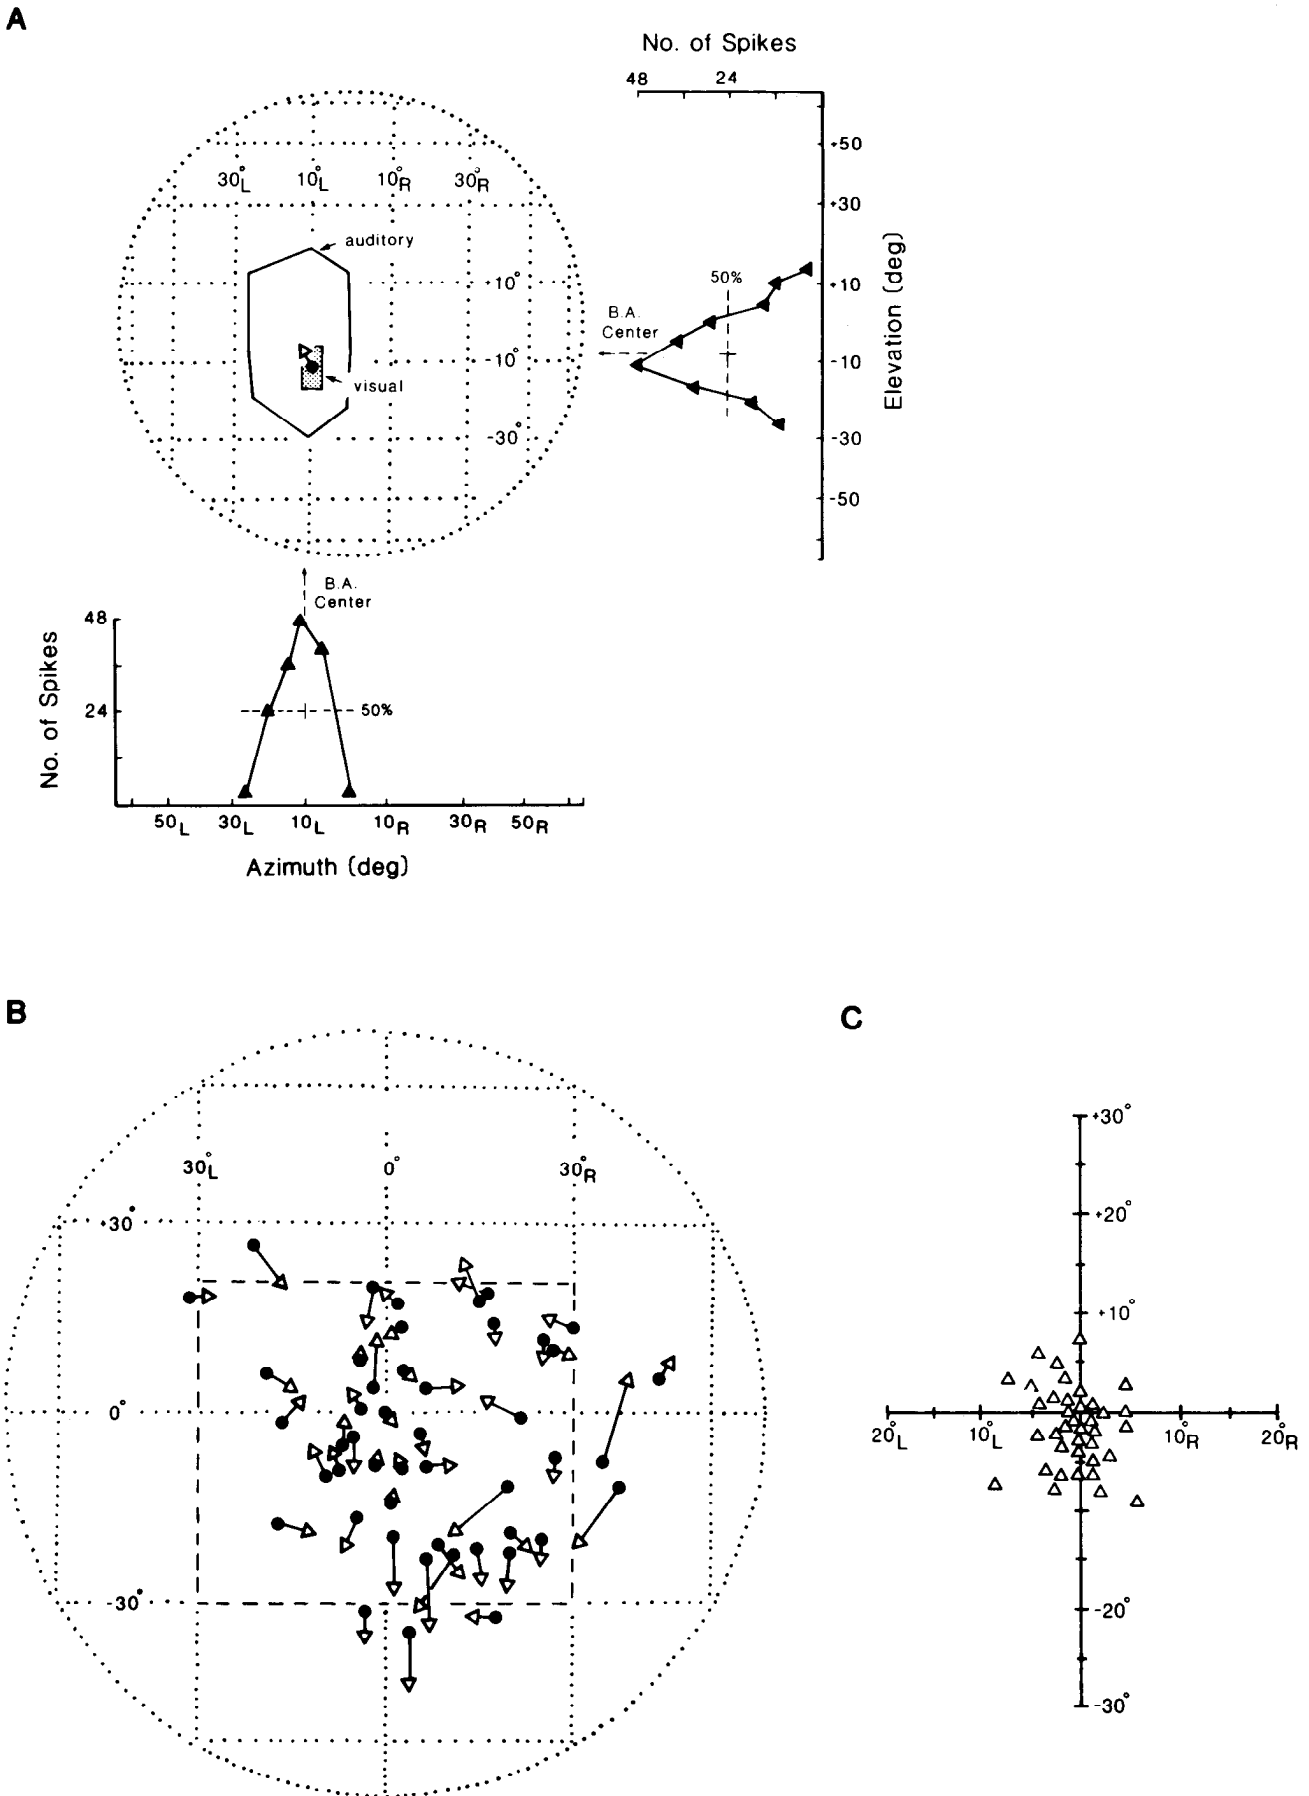 A
No. of Spikes
48 24
+50
+30
+10
-10
-30
-50
Elevation (deg)
50%
B.A.
Center
30°L 10°L 10°R 30°R
auditory
-10°
-10°
visual
-30°
B.A.
Center
48
24
No. of Spikes
50%
50L 30L 10L 10R 30R 50R
Azimuth (deg)
B
30°L 0° 30°R
+30°
0°
-30°
C
+30°
+20°
+10°
20°L 10°L 10°R 20°R
-20°
-30°